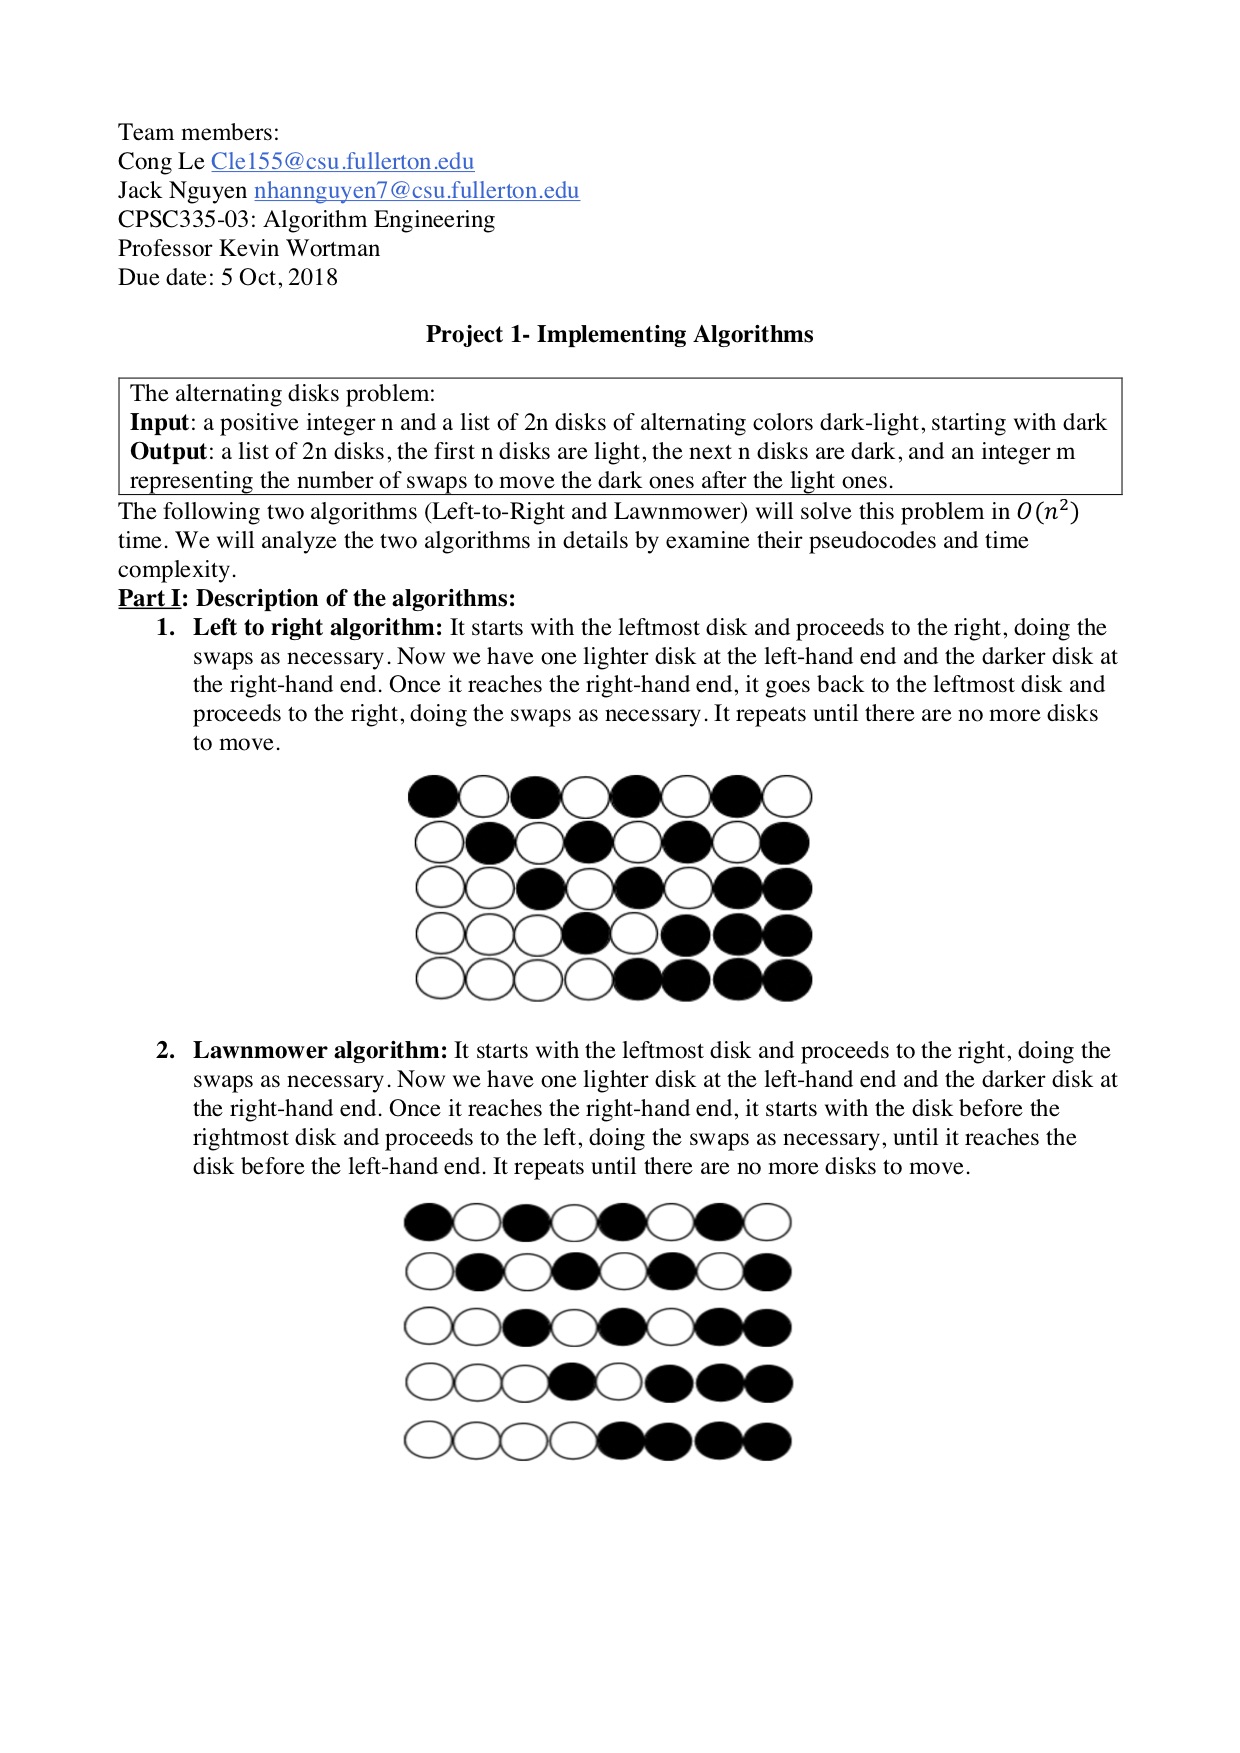 Team members:
Cong Le Cle155@csu.fullerton.edu
Jack Nguyen nhannguyen7@csu.fullerton.edu
CPSC335-03: Algorithm Engineering
Professor Kevin Wortman
Due date: 5 Oct, 2018
Project 1- Implementing Algorithms
The alternating disks problem:
Input: a positive integer n and a list of 2n disks of alternating colors dark-light, starting with dark
Output: a list of 2n disks, the first n disks are light, the next n disks are dark, and an integer m
representing the number of swaps to move the dark ones after the light ones.
The following two algorithms (Left-to-Right and Lawnmower) will solve this problem in O(n²)
time. We will analyze the two algorithms in details by examine their pseudocodes and time
complexity.
Part I: Description of the algorithms:
1. Left to right algorithm: It starts with the leftmost disk and proceeds to the right, doing the
swaps as necessary. Now we have one lighter disk at the left-hand end and the darker disk at
the right-hand end. Once it reaches the right-hand end, it goes back to the leftmost disk and
proceeds to the right, doing the swaps as necessary. It repeats until there are no more disks
to move.
2. Lawnmower algorithm: It starts with the leftmost disk and proceeds to the right, doing the
swaps as necessary. Now we have one lighter disk at the left-hand end and the darker disk at
the right-hand end. Once it reaches the right-hand end, it starts with the disk before the
rightmost disk and proceeds to the left, doing the swaps as necessary, until it reaches the
disk before the left-hand end. It repeats until there are no more disks to move.